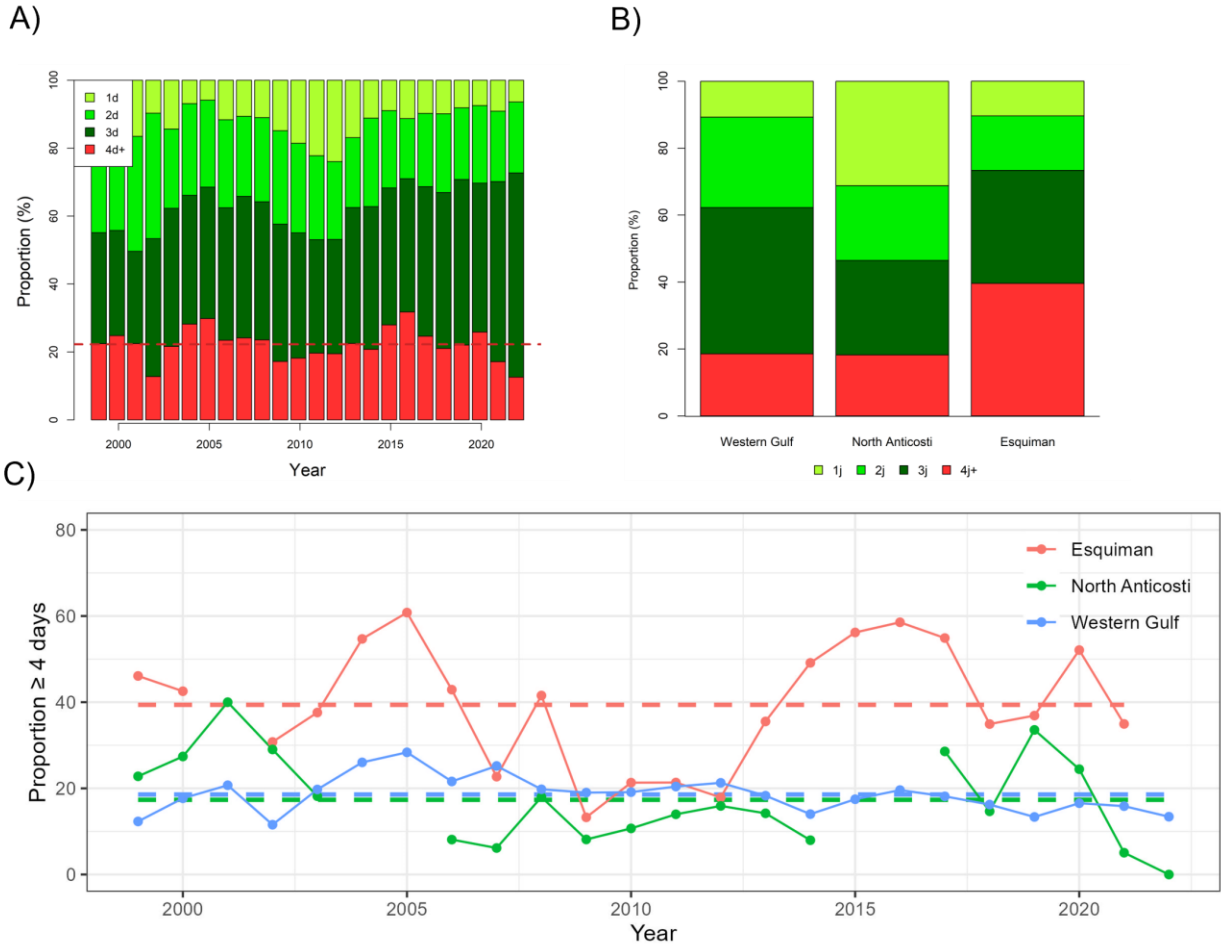 A)
B)
Proportion (%)
100
80
60
40
20
0
1d
2d
3d
4d+
2000 2005 2010 2015 2020
Year
Proportion (%)
100
80
60
40
20
0
Western Gulf North Anticosti Esquiman
1j 2j 3j 4j+
C)
Proportion ≥ 4 days
80
60
40
20
0
Esquiman
North Anticosti
Western Gulf
2000 2005 2010 2015 2020
Year